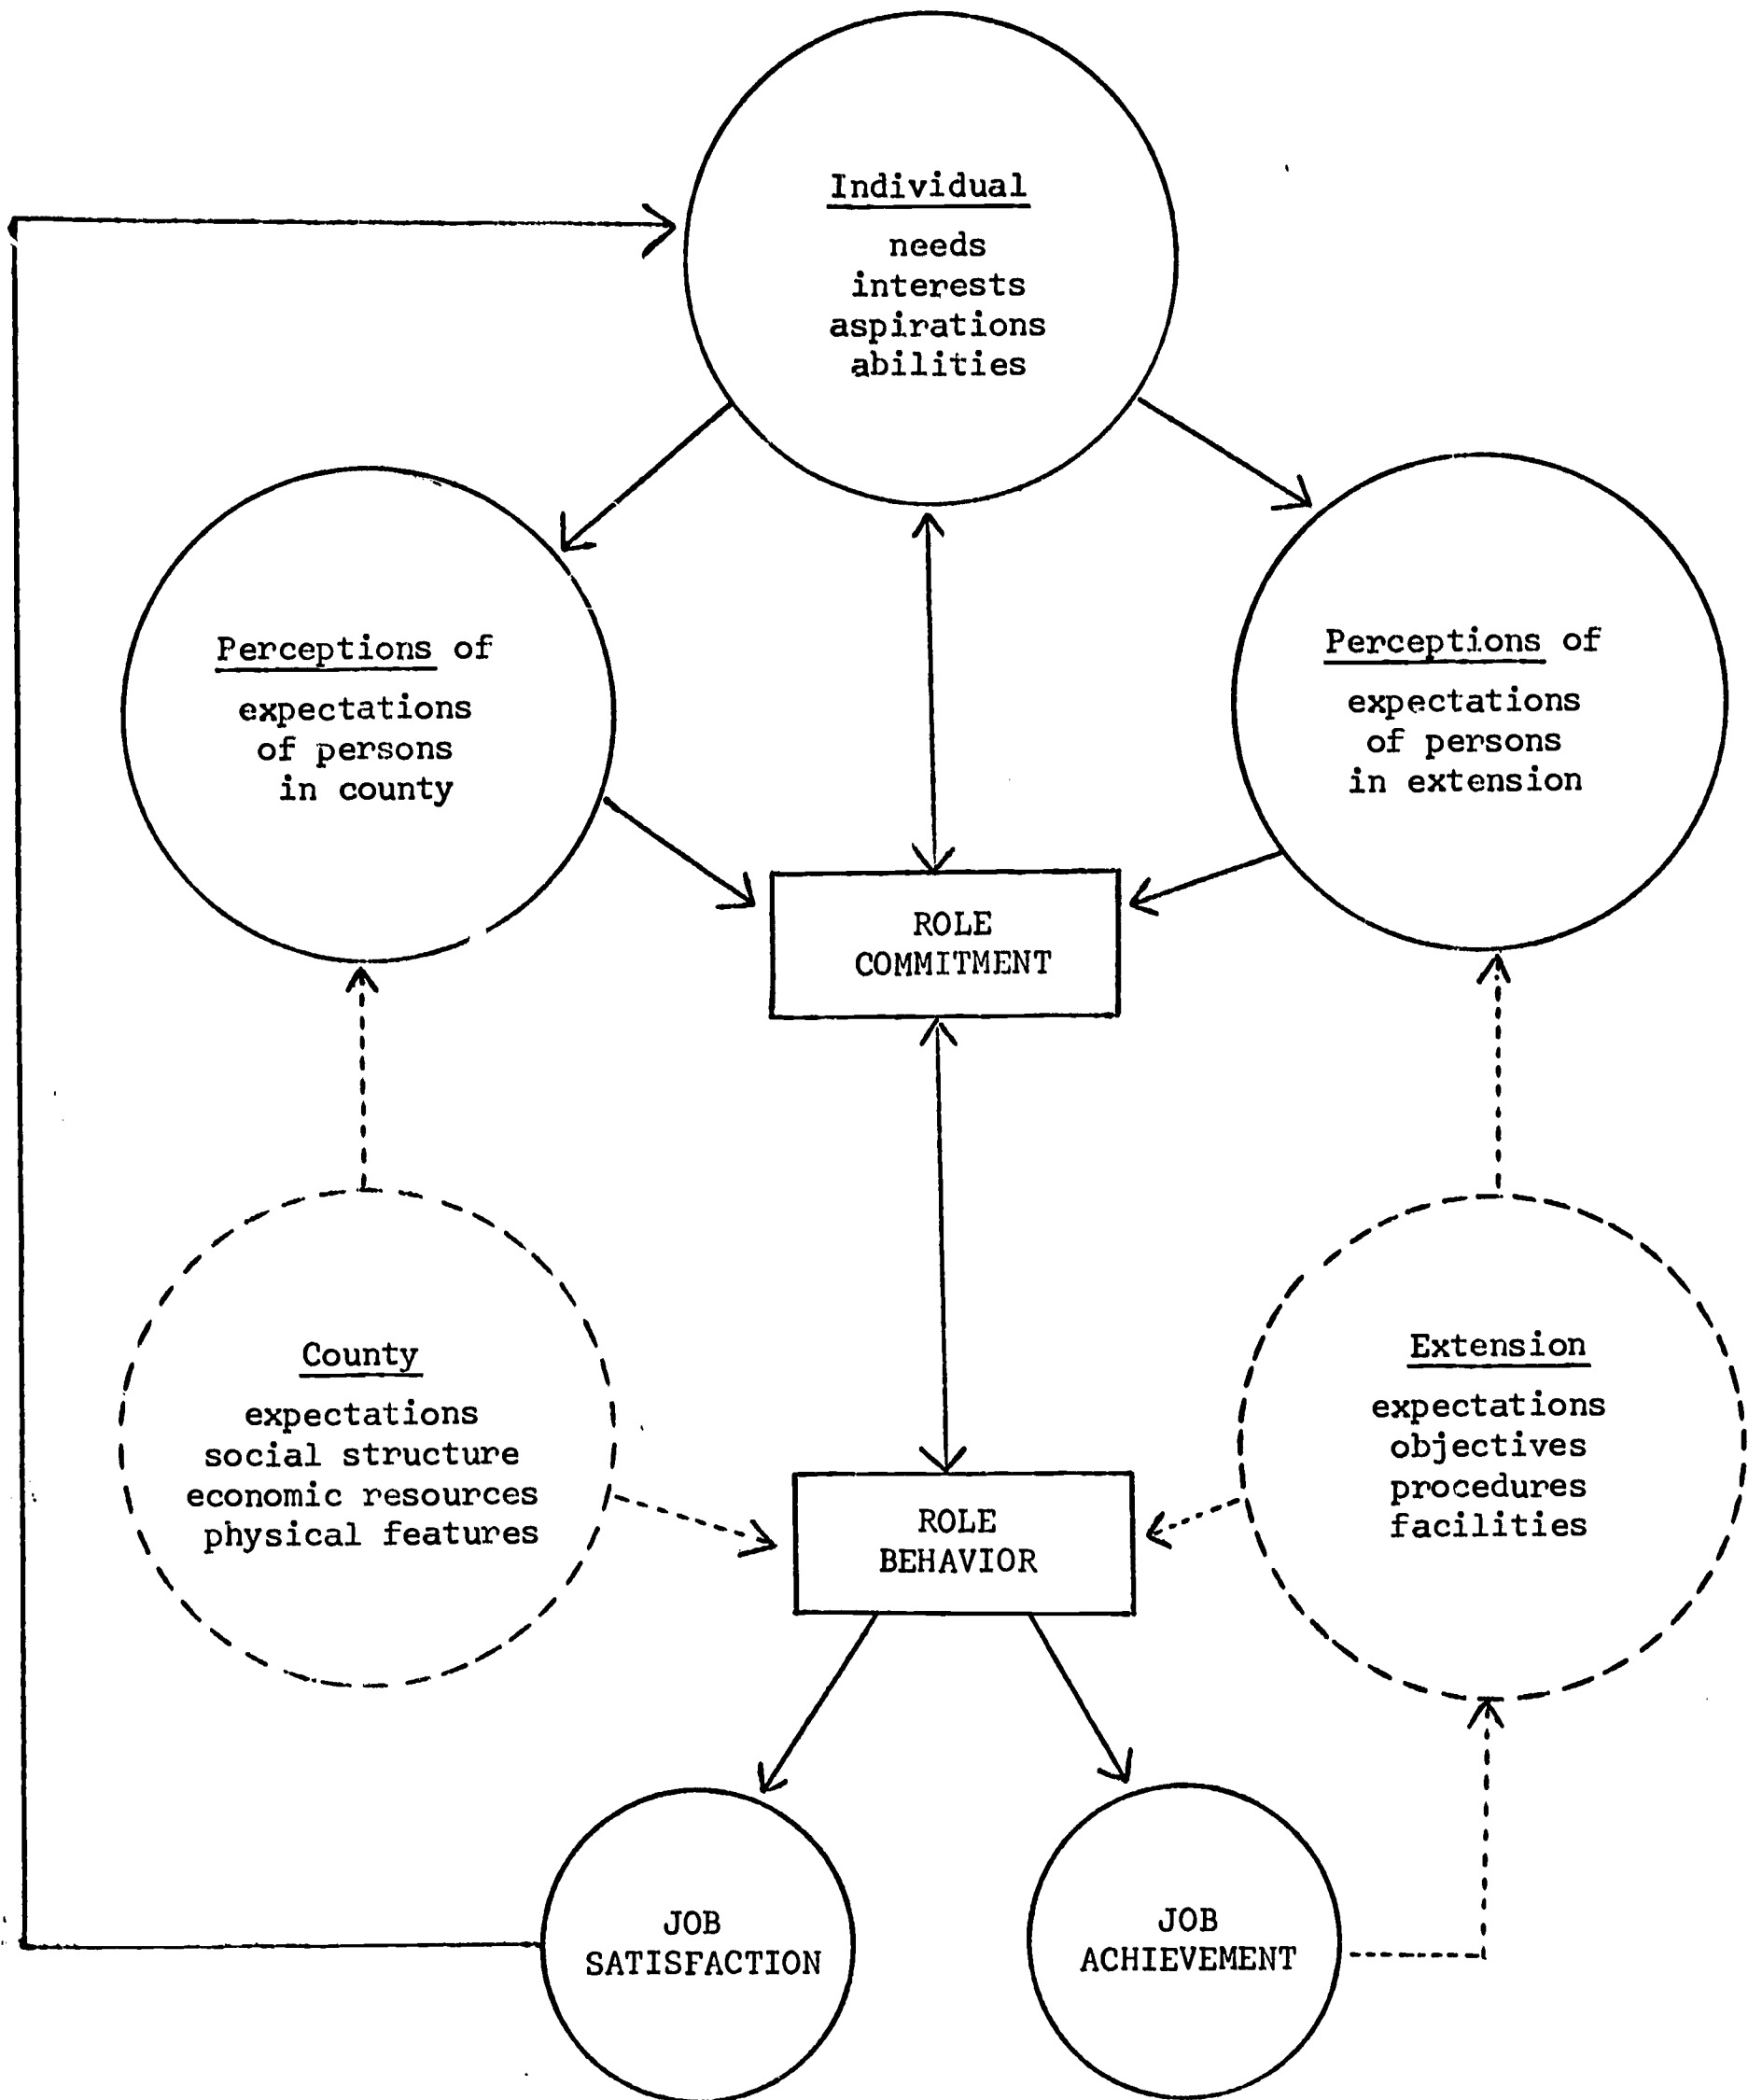 Individual
needs
interests
aspirations
abilities
Perceptions of
expectations
of persons
in county
Perceptions of
expectations
of persons
in extension
ROLE
COMMITMENT
County
expectations
social structure
economic resources
physical features
Extension
expectations
objectives
procedures
facilities
ROLE
BEHAVIOR
JOB
SATISFACTION
JOB
ACHIEVEMENT